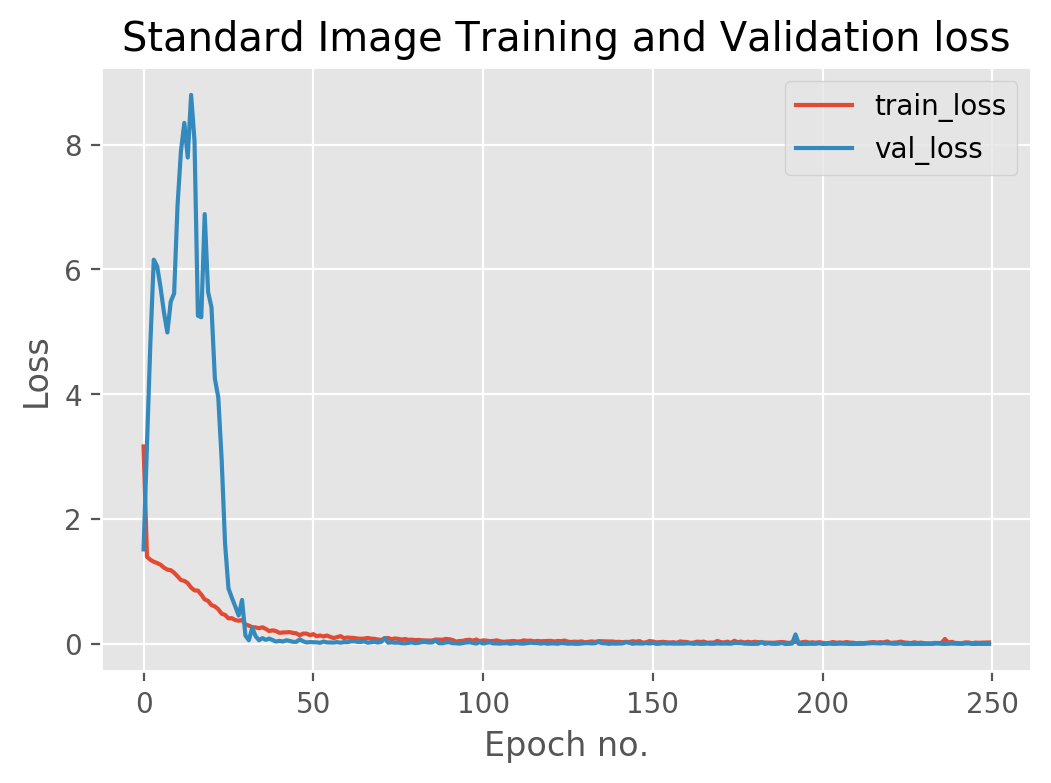 Standard Image Training and Validation loss
train_loss
val_loss
8
6
4
2
0
Loss
0 50 100 150 200 250
Epoch no.